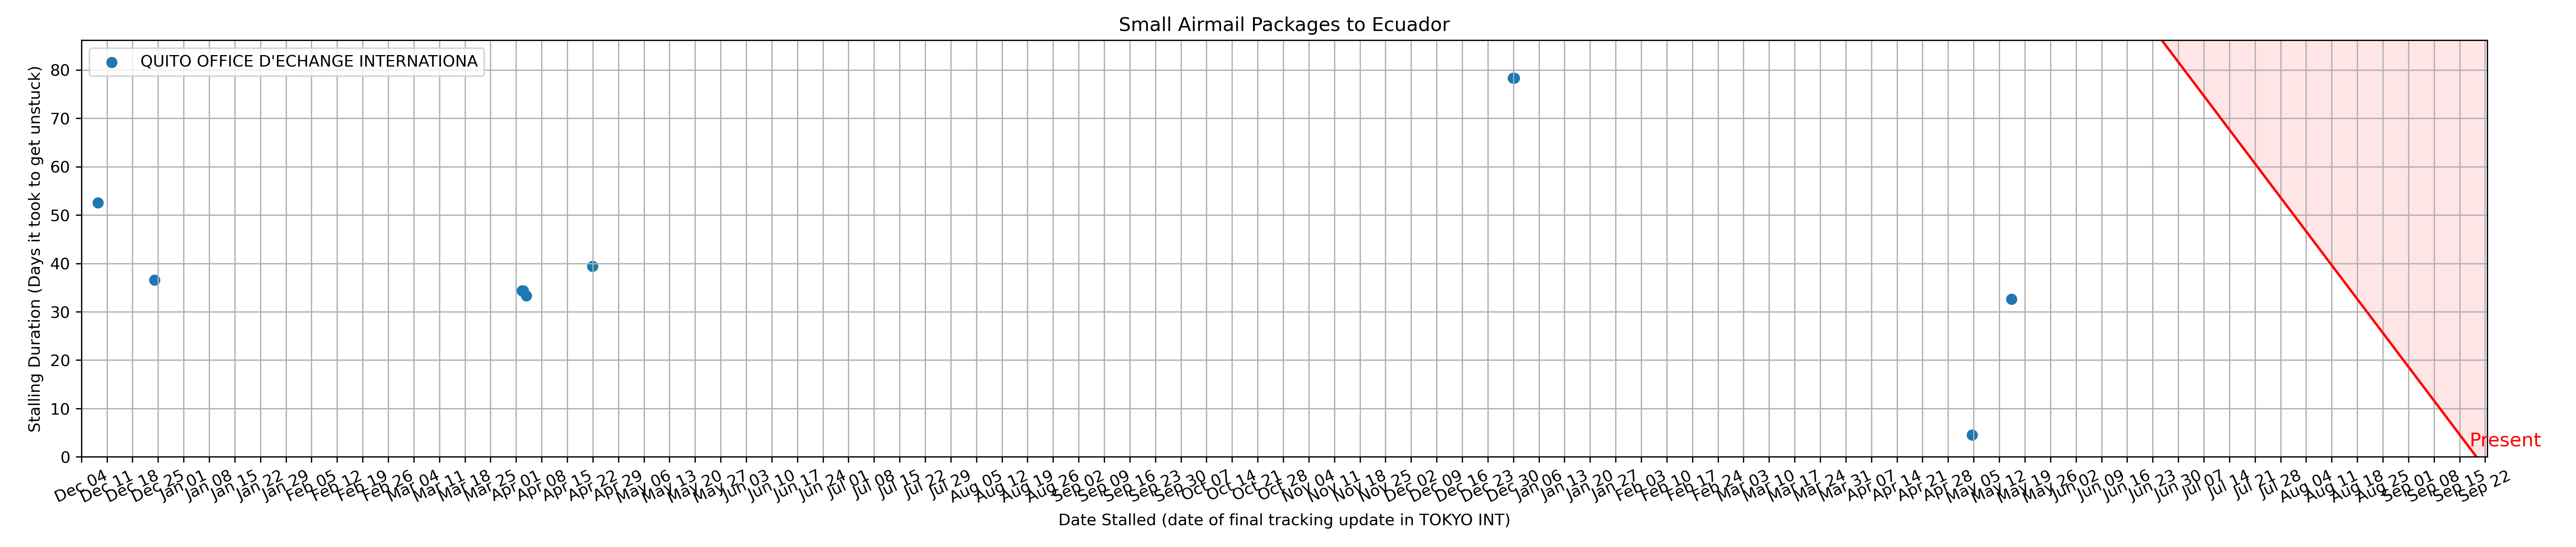 Small Airmail Packages to Ecuador
QUITO OFFICE D'ECHANGE INTERNATIONA
Stalling Duration (Days it took to get unstuck)
80
70
60
50
40
30
20
10
0
Present
Dec 04
Dec 11
Dec 18
Dec 25
Jan 01
Jan 08
Jan 15
Jan 22
Jan 29
Feb 05
Feb 12
Feb 19
Feb 26
Mar 04
Mar 11
Mar 18
Mar 25
Apr 01
Apr 08
Apr 15
Apr 22
Apr 29
May 06
May 13
May 20
May 27
Jun 03
Jun 10
Jun 17
Jun 24
Jul 01
Jul 08
Jul 15
Jul 22
Jul 29
Aug 05
Aug 12
Aug 19
Aug 26
Sep 02
Sep 09
Sep 16
Sep 23
Sep 30
Oct 07
Oct 14
Oct 21
Oct 28
Nov 04
Nov 11
Nov 18
Nov 25
Dec 02
Dec 09
Dec 16
Dec 23
Dec 30
Jan 06
Jan 13
Jan 20
Jan 27
Feb 03
Feb 10
Feb 17
Feb 24
Mar 03
Mar 10
Mar 17
Mar 24
Mar 31
Apr 07
Apr 14
Apr 21
Apr 28
May 05
May 12
May 19
May 26
Jun 02
Jun 09
Jun 16
Jun 23
Jun 30
Jul 07
Jul 14
Jul 21
Jul 28
Aug 04
Aug 11
Aug 18
Aug 25
Sep 01
Sep 08
Sep 15
Sep 22
Date Stalled (date of final tracking update in TOKYO INT)